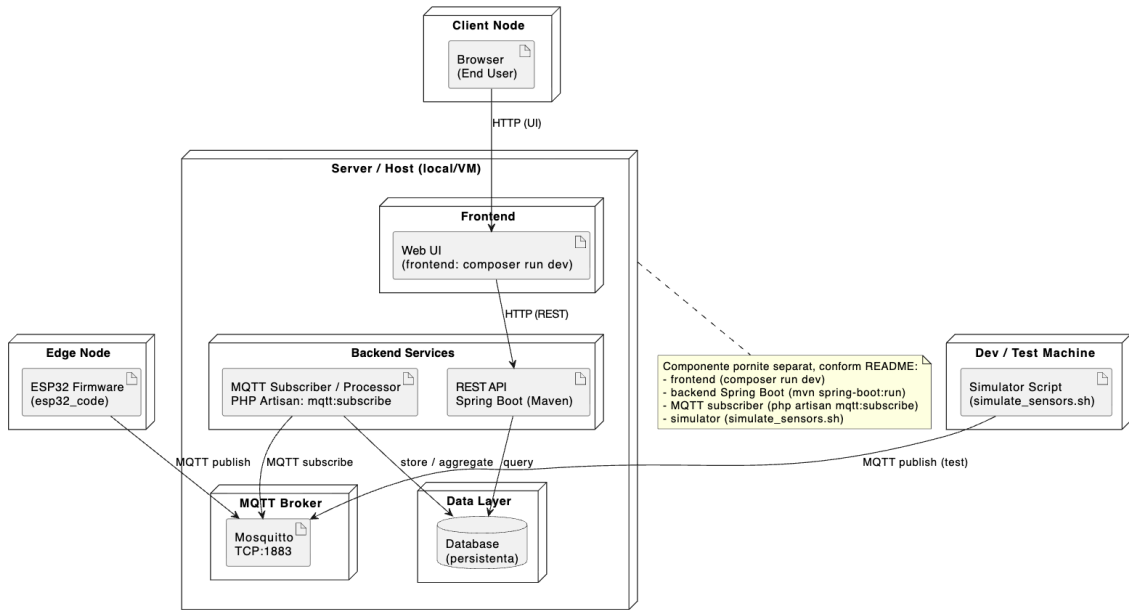 Client Node
Browser
(End User)
HTTP (UI)
Server / Host (local/VM)
Frontend
Web UI
(frontend: composer run dev)
HTTP (REST)
Edge Node
ESP32 Firmware
(esp32_code)
Backend Services
MQTT Subscriber / Processor
PHP Artisan: mqtt:subscribe
REST API
Spring Boot (Maven)
Componente pornite separat, conform README:
- frontend (composer run dev)
- backend Spring Boot (mvn spring-boot:run)
- MQTT subscriber (php artisan mqtt:subscribe)
- simulator (simulate_sensors.sh)
Dev / Test Machine
Simulator Script
(simulate_sensors.sh)
MQTT publish
MQTT subscribe
store / aggregate
query
MQTT publish (test)
MQTT Broker
Mosquitto
TCP:1883
Data Layer
Database
(persistenta)